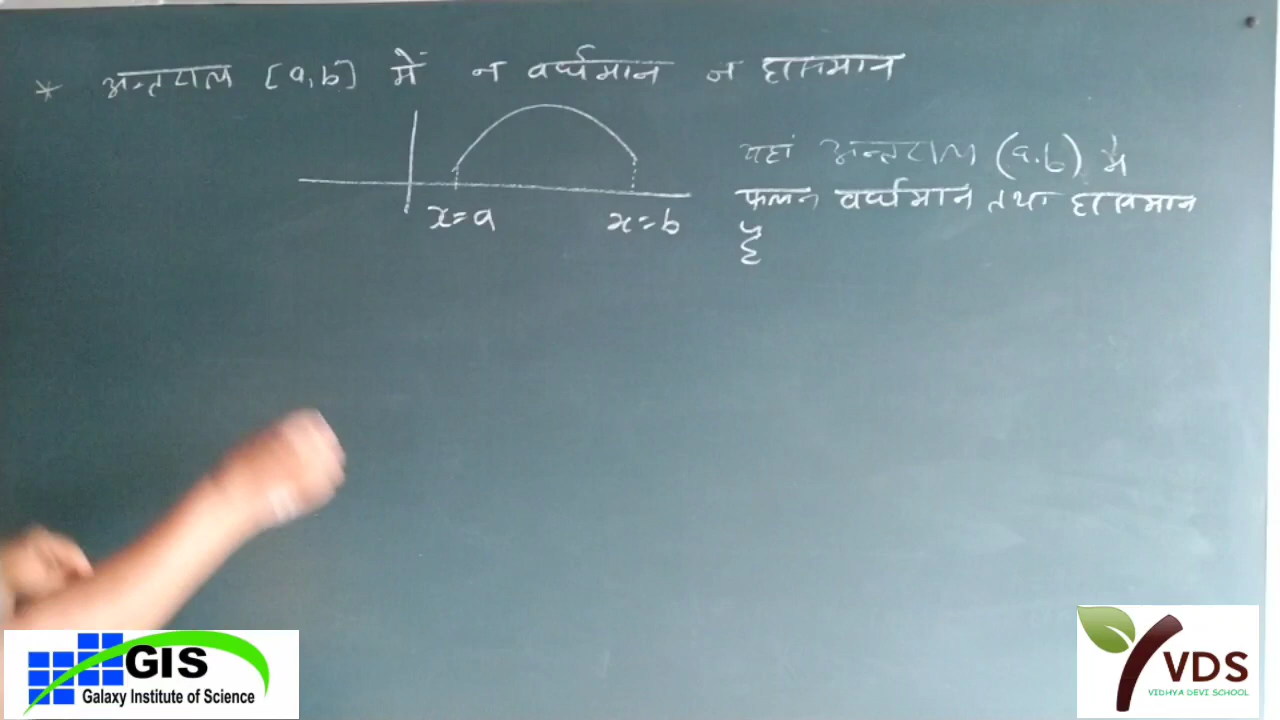 * अन्तराल [a,b] में न वर्धमान न ह्रासमान
यहां अन्तराल (a.b) में
फलन वर्धमान तथा ह्रासमान
है
x=a
x=b
GIS
Galaxy Institute of Science
VDS
VIDHYA DEVI SCHOOL